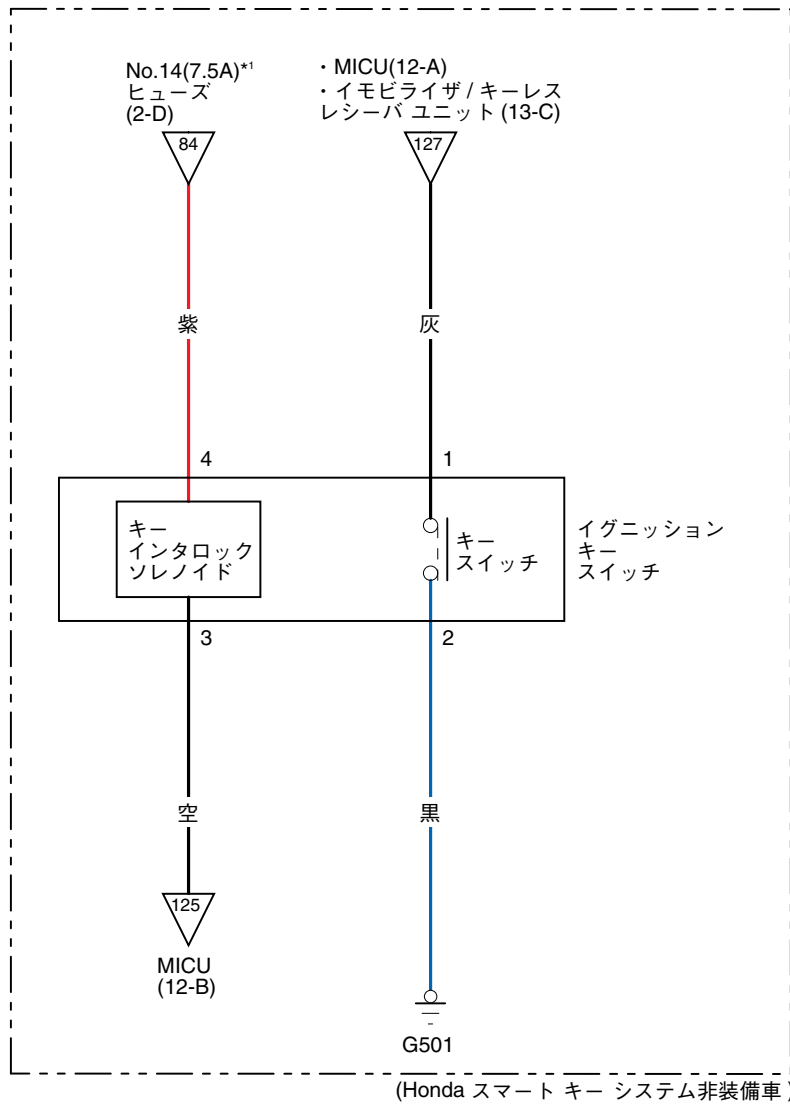 No.14(7.5A)*1
ヒューズ
(2-D)
84
・MICU(12-A)
・イモビライザ / キーレス
レシーバ ユニット (13-C)
127
紫
灰
4
1
キー
インタロック
ソレノイド
キー
スイッチ
イグニッション
キー
スイッチ
3
2
空
黒
125
MICU
(12-B)
G501
(Honda スマート キー システム非装備車 )